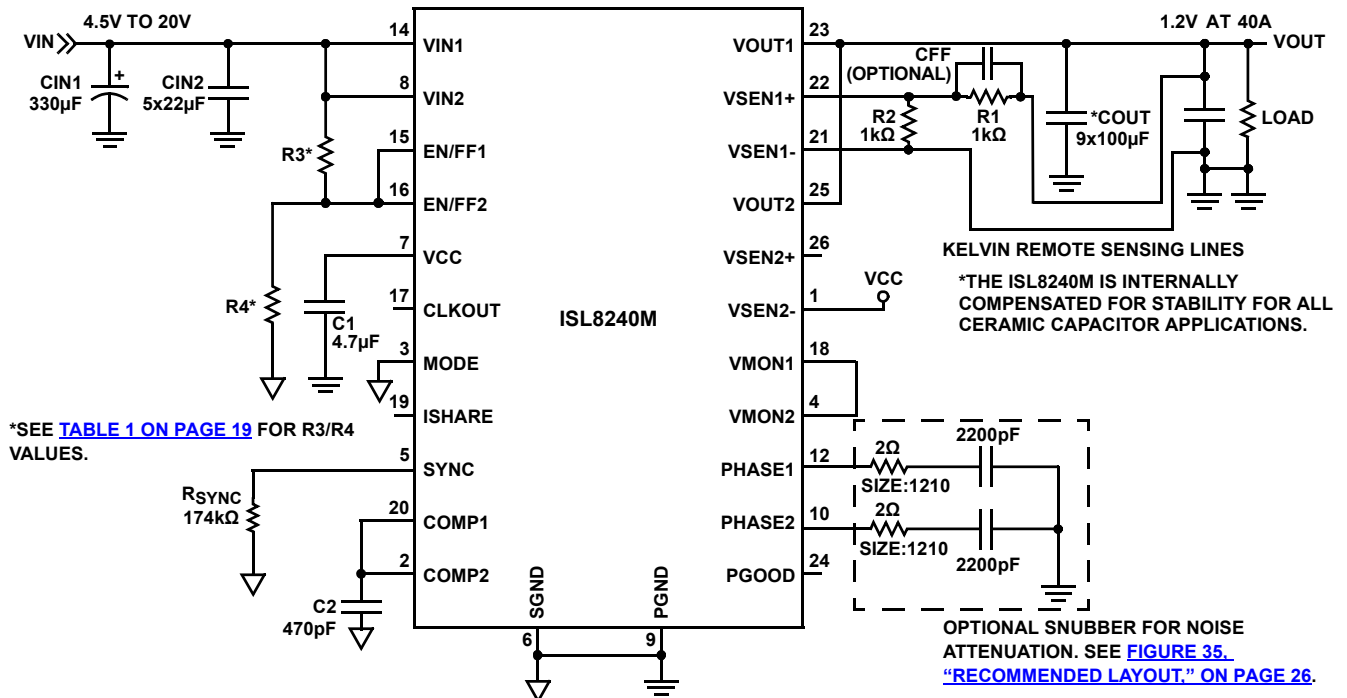 4.5V TO 20V
VIN
CIN1
330µF
+
CIN2
5x22µF
R3*
R4*
C1
4.7µF
*SEE TABLE 1 ON PAGE 19 FOR R3/R4
VALUES.
RSYNC
174kΩ
C2
470pF
14
8
15
16
7
17
3
19
5
20
2
VIN1
VIN2
EN/FF1
EN/FF2
VCC
CLKOUT
MODE
ISHARE
SYNC
COMP1
COMP2
ISL8240M
SGND
PGND
6
9
VOUT1
VSEN1+
VSEN1-
VOUT2
VSEN2+
VSEN2-
VMON1
VMON2
PHASE1
PHASE2
PGOOD
23
22
21
25
26
1
18
4
12
10
24
1.2V AT 40A
VOUT
CFF
(OPTIONAL)
R2
1kΩ
R1
1kΩ
*COUT
9x100µF
LOAD
KELVIN REMOTE SENSING LINES
VCC
*THE ISL8240M IS INTERNALLY
COMPENSATED FOR STABILITY FOR ALL
CERAMIC CAPACITOR APPLICATIONS.
2Ω
SIZE:1210
2200pF
2Ω
SIZE:1210
2200pF
OPTIONAL SNUBBER FOR NOISE
ATTENUATION. SEE FIGURE 35,
“RECOMMENDED LAYOUT,” ON PAGE 26.